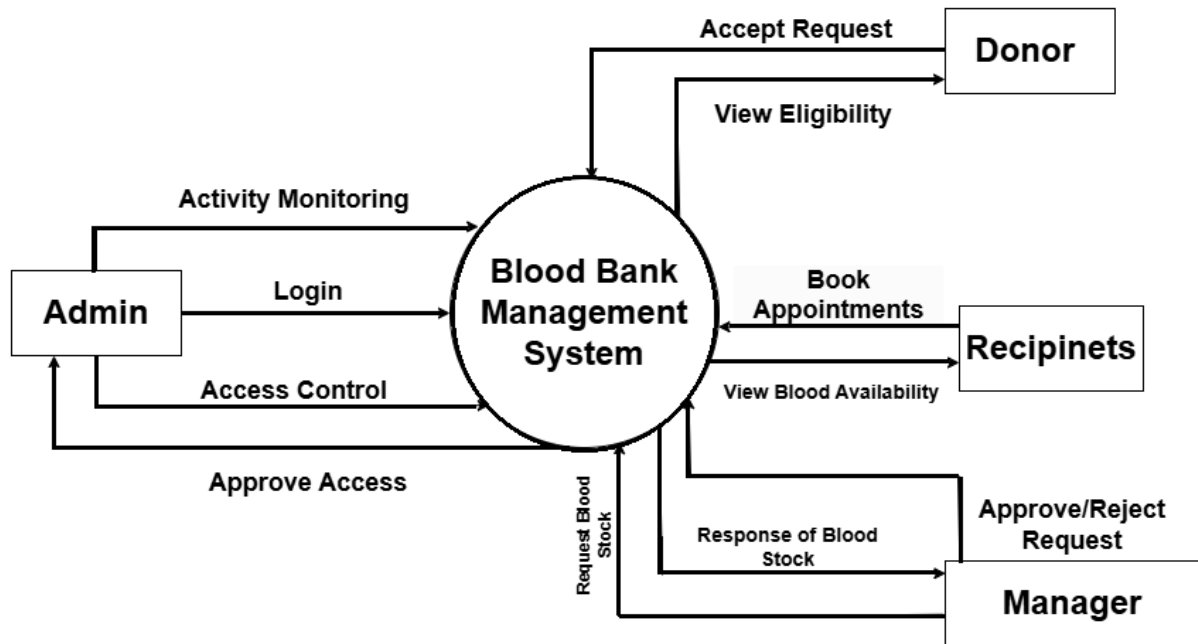 Accept Request
Donor
View Eligibility
Activity Monitoring
Blood Bank
Management
System
Login
Admin
Book
Appointments
Recipinets
Access Control
View Blood Availability
Approve Access
Request Blood
Stock
Response of Blood
Stock
Approve/Reject
Request
Manager